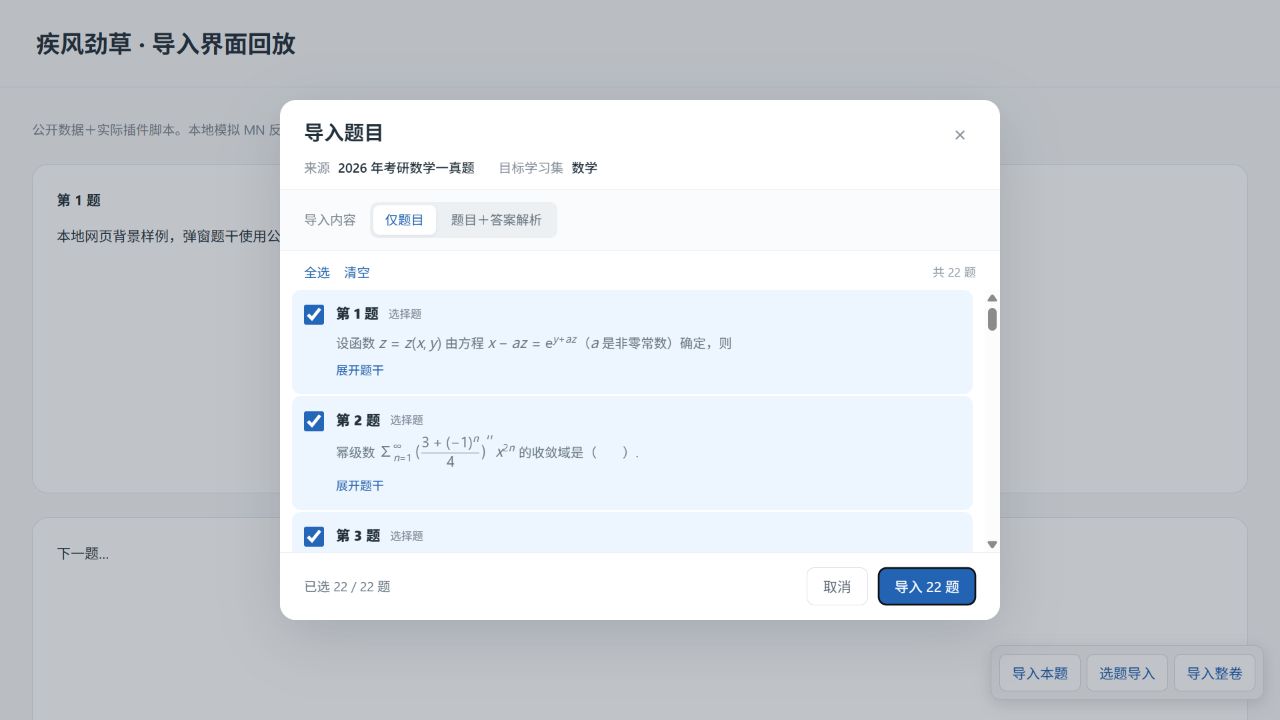 疾风劲草 · 导入界面回放
公开数据＋实际插件脚本。本地模拟 MN 反
导入题目
×
来源 2026 年考研数学一真题 目标学习集 数学
第 1 题
导入内容 仅题目 题目＋答案解析
本地网页背景样例，弹窗题干使用公
全选 清空 共 22 题
第 1 题 选择题
设函数 z = z(x, y) 由方程 x − az = e^{y+az}（a 是非零常数）确定，则
展开题干
第 2 题 选择题
幂级数 ∑_{n=1}^{∞} (\frac{3 + (−1)^n}{4})^{′′} x^{2n} 的收敛域是（　　）.
展开题干
第 3 题 选择题
下一题...
已选 22 / 22 题 取消 导入 22 题
导入本题 选题导入 导入整卷